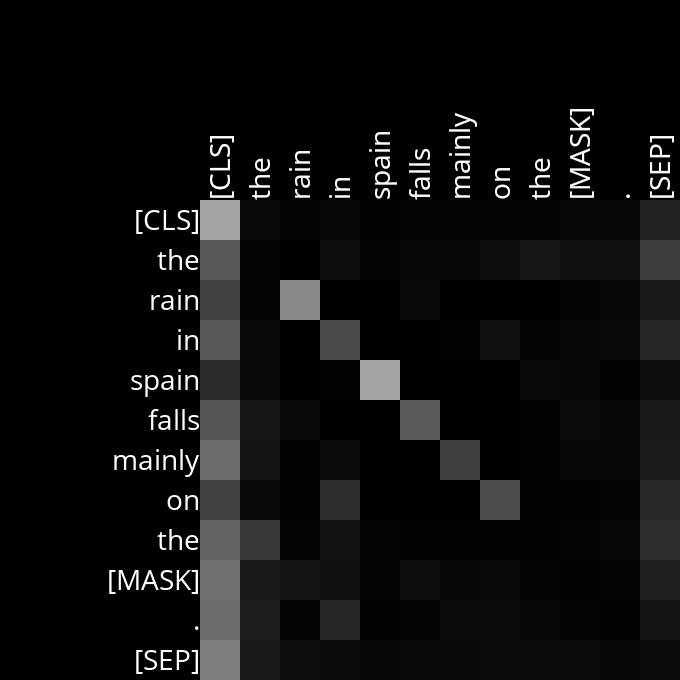 [CLS] the rain in spain falls mainly on the [MASK] . [SEP]
[CLS]
the
rain
in
spain
falls
mainly
on
the
[MASK]
.
[SEP]